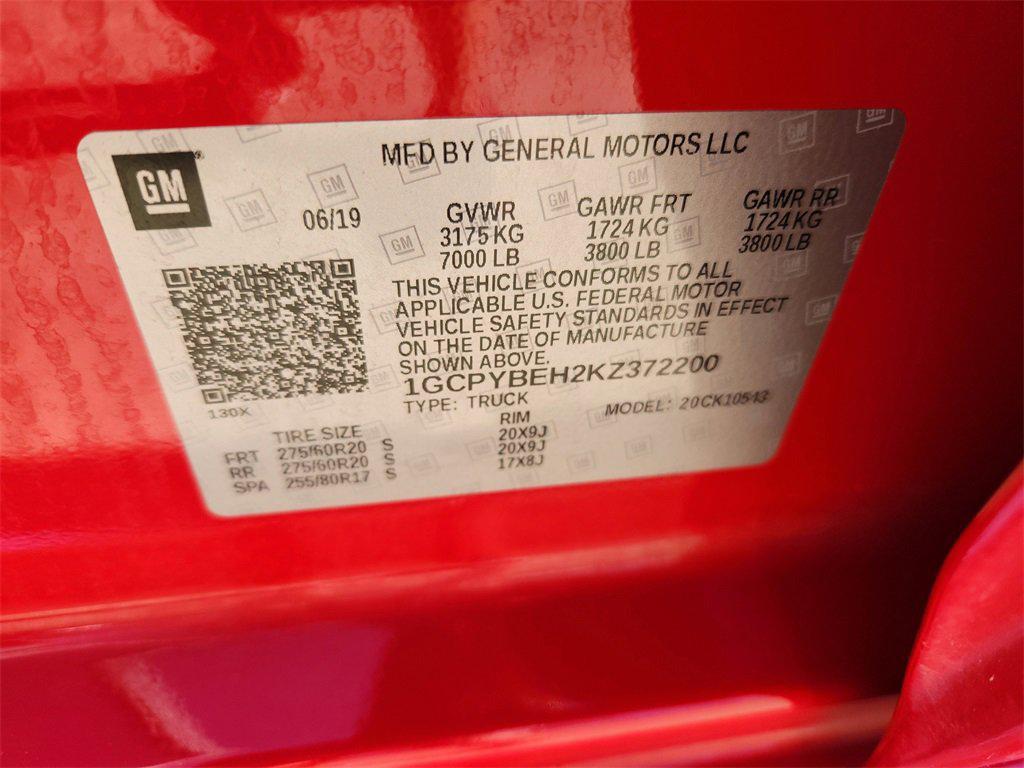 GM
MFD BY GENERAL MOTORS LLC
06/19
GVWR GAWR FRT GAWR RR
3175 KG 1724 KG 1724 KG
7000 LB 3800 LB 3800 LB
THIS VEHICLE CONFORMS TO ALL
APPLICABLE U.S. FEDERAL MOTOR
VEHICLE SAFETY STANDARDS IN EFFECT
ON THE DATE OF MANUFACTURE
SHOWN ABOVE.
1GCPYBEH2KZ372200
130X
TYPE: TRUCK MODEL: 20CK10543
TIRE SIZE RIM
FRT 275/60R20 S 20X9J
RR 275/60R20 S 20X9J
SPA 255/80R17 S 17X8J